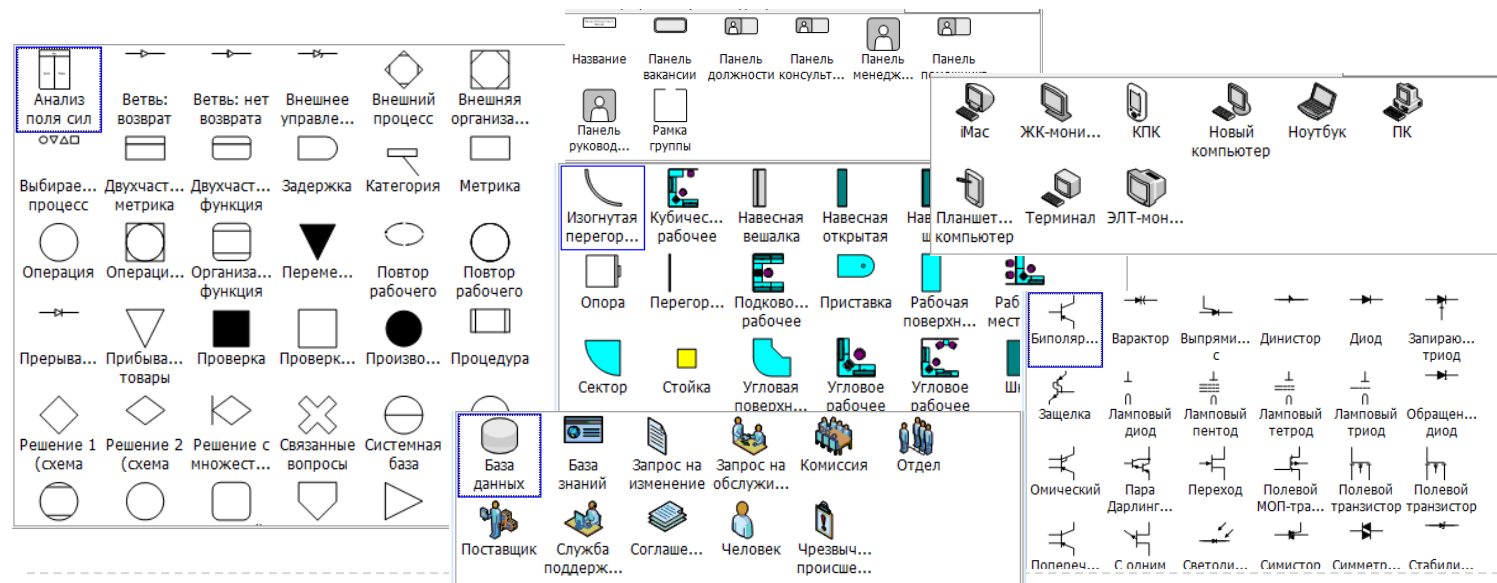 Анализ
поля сил
Ветвь:
возврат
Ветвь: нет
возврата
Внешнее
управле...
Внешний
процесс
Внешняя
организа...
Выбирае...
процесс
Двухчаст...
метрика
Двухчаст...
функция
Задержка
Категория
Метрика
Операция
Операци...
Организа...
функция
Переме...
Повтор
рабочего
Повтор
рабочего
Прерыва...
Прибыва...
товары
Проверка
Проверк...
Произво...
Процедура
Решение 1
(схема
Решение 2
(схема
Решение с
множест...
Связанные
вопросы
Системная
база
Название
Панель
вакансии
Панель
должности
Панель
консульт...
Панель
менедж...
Панель
Панель
руковод...
Рамка
группы
iMac
ЖК-мони...
КПК
Новый
компьютер
Ноутбук
ПК
Планшет...
компьютер
Терминал
ЭЛТ-мон...
Изогнутая
перегор...
Кубичес...
рабочее
Навесная
вешалка
Навесная
открытая
Опора
Перегор...
Подково...
рабочее
Приставка
Рабочая
поверхн...
Сектор
Стойка
Угловая
поверхн...
Угловое
рабочее
Угловое
рабочее
База
данных
База
знаний
Запрос на
изменение
Запрос на
обслужи...
Комиссия
Отдел
Поставщик
Служба
поддерж...
Соглаше...
Человек
Чрезвыч...
происше...
Биполяр...
Варактор
Выпрями...
с
Динистор
Диод
Запираю...
триод
Защелка
Ламповый
диод
Ламповый
пентод
Ламповый
тетрод
Ламповый
триод
Обращен...
диод
Омический
Пара
Дарлинг...
Переход
Полевой
МОП-тра...
Полевой
транзистор
Полевой
транзистор
Попереч...
С одним
Светоди...
Симистор
Симметр...
Стабили...